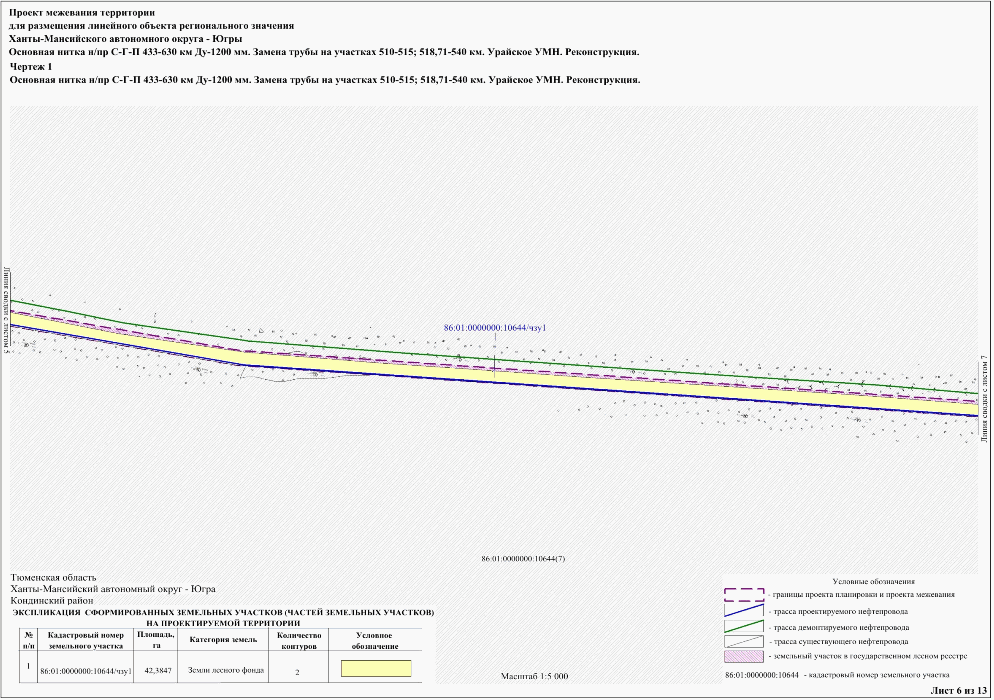 Проект межевания территории
для размещения линейного объекта регионального значения
Ханты-Мансийского автономного округа - Югры
Основная нитка н/пр С-Г-П 433-630 км Ду-1200 мм. Замена трубы на участках 510-515; 518,71-540 км. Урайское УМН. Реконструкция.
Чертеж 1
Основная нитка н/пр С-Г-П 433-630 км Ду-1200 мм. Замена трубы на участках 510-515; 518,71-540 км. Урайское УМН. Реконструкция.
Линия сводки с листом 5
86:01:0000000:10644/чзу1
Линия сводки с листом 7
86:01:0000000:10644(7)
Тюменская область
Ханты-Мансийский автономный округ - Югра
Кондинский район
ЭКСПЛИКАЦИЯ СФОРМИРОВАННЫХ ЗЕМЕЛЬНЫХ УЧАСТКОВ (ЧАСТЕЙ ЗЕМЕЛЬНЫХ УЧАСТКОВ)
НА ПРОЕКТИРУЕМОЙ ТЕРРИТОРИИ
№ п/п Кадастровый номер земельного участка Площадь, га Категория земель Количество контуров Условное обозначение
1 86:01:0000000:10644/чзу1 42,3847 Земли лесного фонда 2
Масштаб 1:5 000
Условные обозначения
- границы проекта планировки и проекта межевания
- трасса проектируемого нефтепровода
- трасса демонтируемого нефтепровода
- трасса существующего нефтепровода
- земельный участок в государственном лесном реестре
86:01:0000000:10644 - кадастровый номер земельного участка
Лист 6 из 13